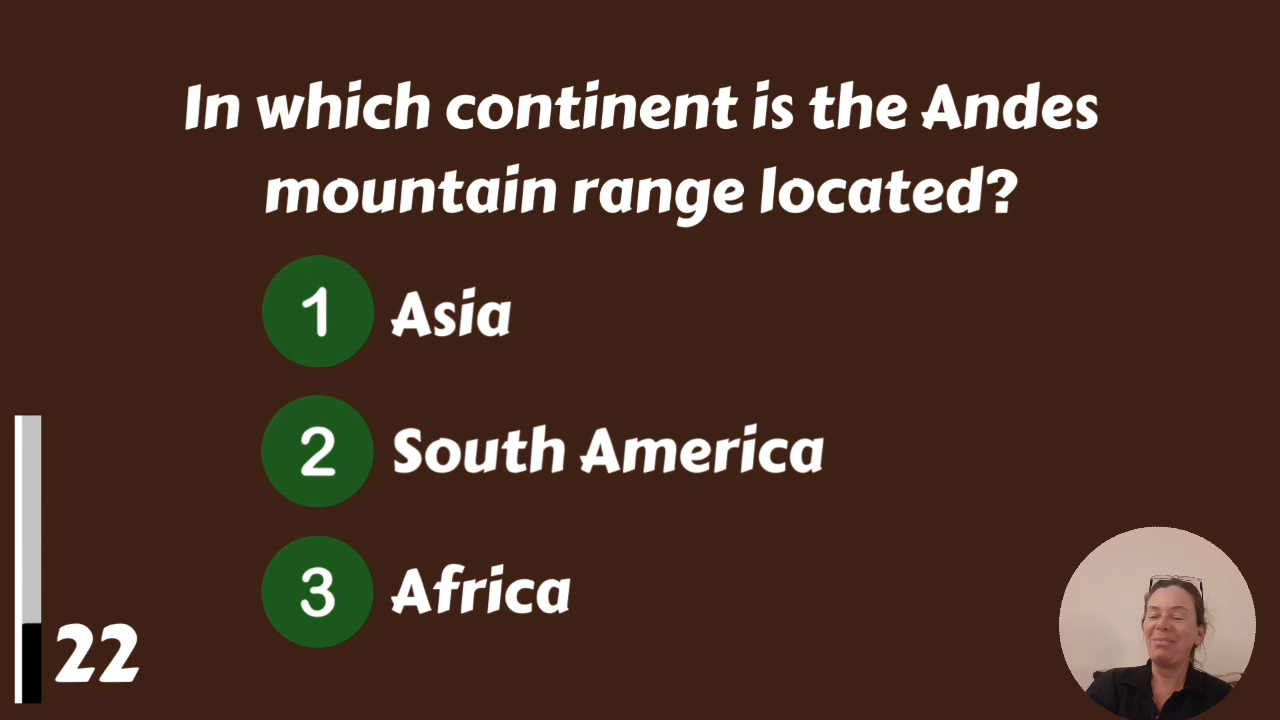 In which continent is the Andes
mountain range located?
1 Asia
2 South America
3 Africa
22